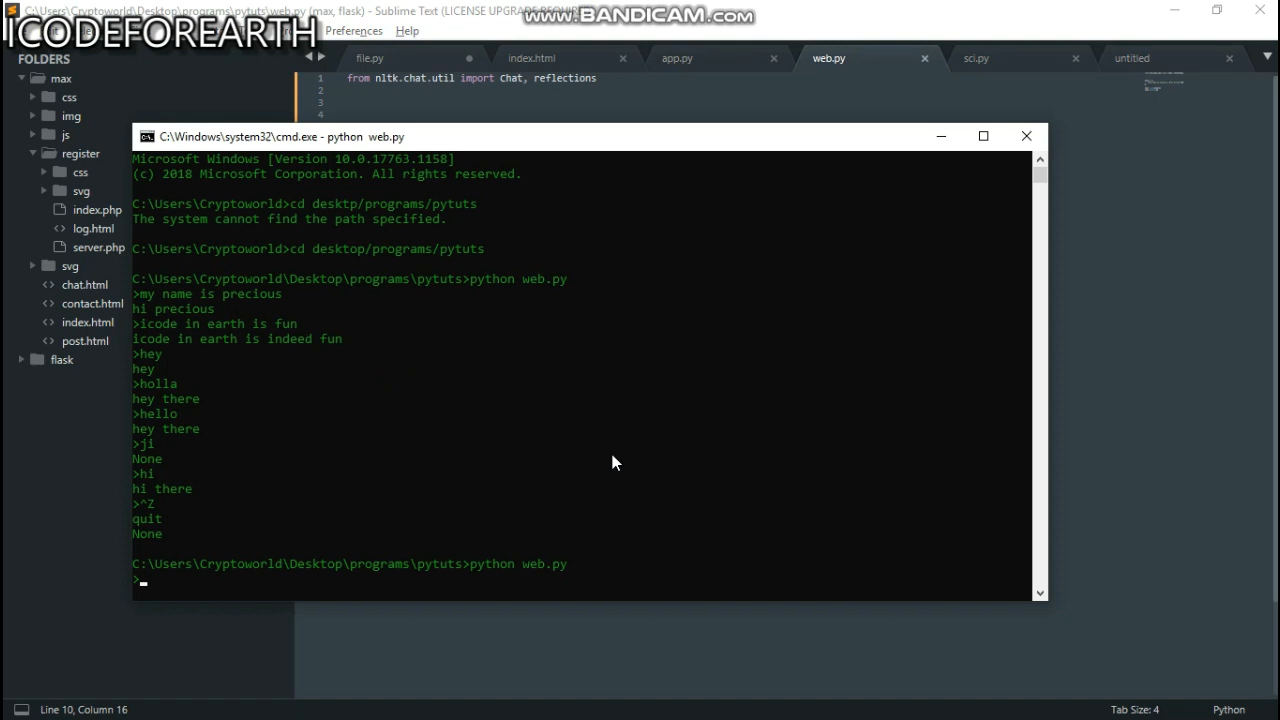 C:\Users\Cryptoworld\Desktop\programs\pytuts\web.py (max, flask) - Sublime Text (LICENSE UPGRADE
www.BANDICAM.com
ICODEFOREARTH
Preferences Help
FOLDERS
max
css
img
js
register
css
svg
index.php
log.html
server.php
svg
chat.html
contact.html
index.html
post.html
flask
file.py index.html app.py web.py sci.py untitled
1 from nltk.chat.util import Chat, reflections
2
3
4
C:\Windows\system32\cmd.exe - python web.py
Microsoft Windows [Version 10.0.17763.1158]
(c) 2018 Microsoft Corporation. All rights reserved.
C:\Users\Cryptoworld>cd desktp/programs/pytuts
The system cannot find the path specified.
C:\Users\Cryptoworld>cd desktop/programs/pytuts
C:\Users\Cryptoworld\Desktop\programs\pytuts>python web.py
>my name is precious
hi precious
>icode in earth is fun
icode in earth is indeed fun
>hey
hey
>holla
hey there
>hello
hey there
>ji
None
>hi
hi there
>^Z
quit
None
C:\Users\Cryptoworld\Desktop\programs\pytuts>python web.py
>_
Line 10, Column 16
Tab Size: 4 Python